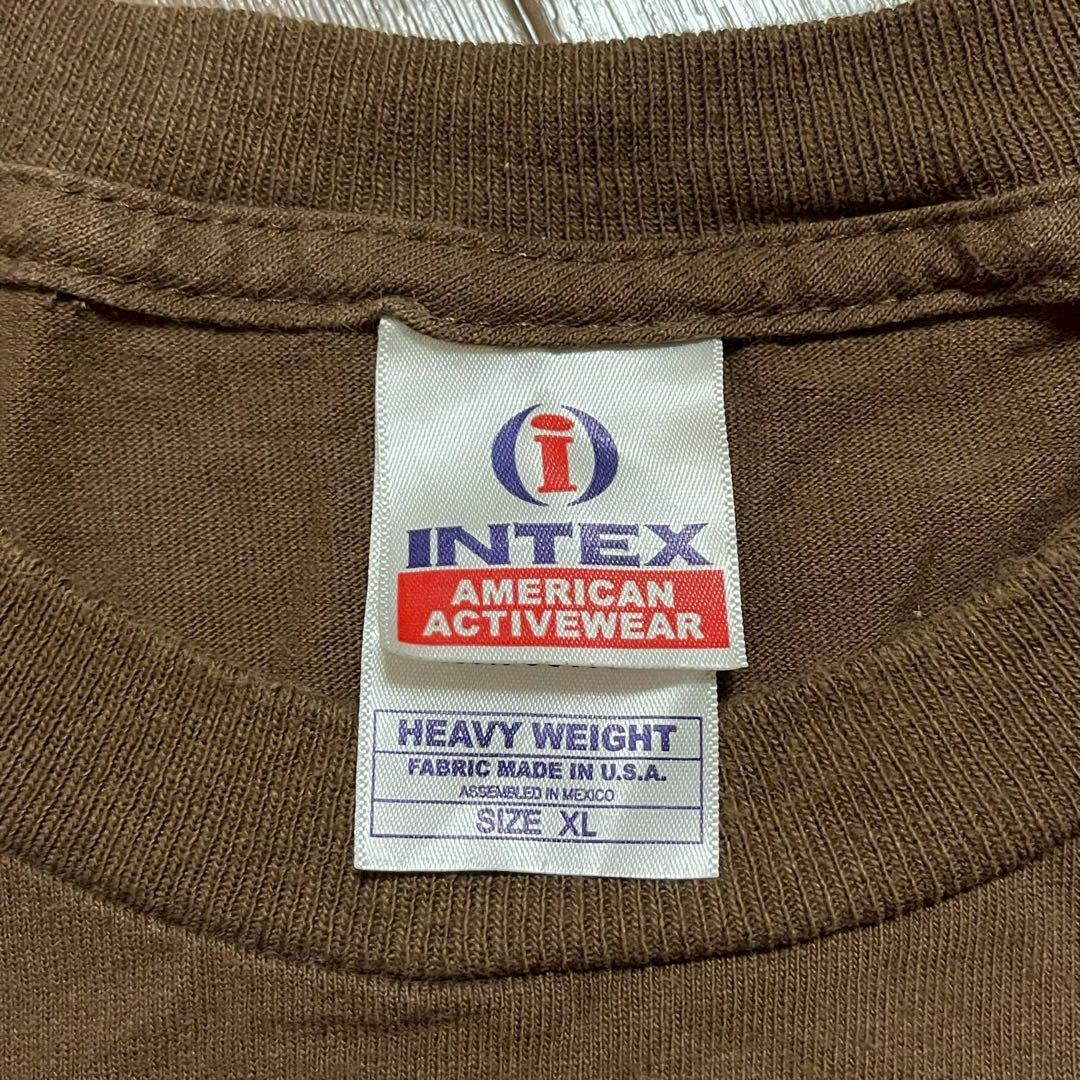 i
INTEX
AMERICAN
ACTIVEWEAR
HEAVY WEIGHT
FABRIC MADE IN U.S.A.
ASSEMBLED IN MEXICO
SIZE XL